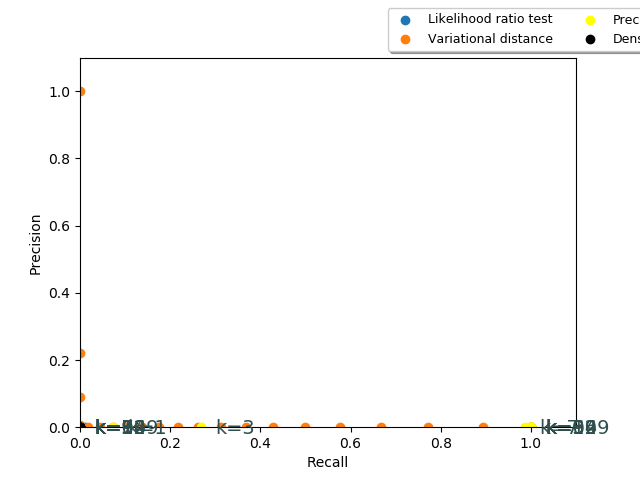 Likelihood ratio test
Variational distance
Prec
Dens
1.0
0.8
0.6
0.4
0.2
0.0
Precision
k=3
0.0
0.2
0.4
0.6
0.8
1.0
Recall